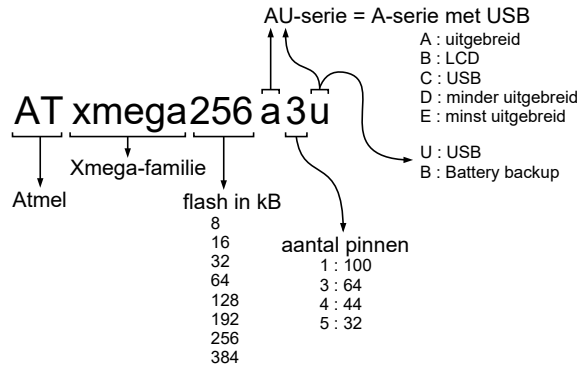 AU-serie = A-serie met USB
A : uitgebreid
B : LCD
C : USB
D : minder uitgebreid
E : minst uitgebreid
AT xmega256a3u
U : USB
B : Battery backup
Xmega-familie
Atmel
flash in kB
8
16
32
64
128
192
256
384
aantal pinnen
1 : 100
3 : 64
4 : 44
5 : 32